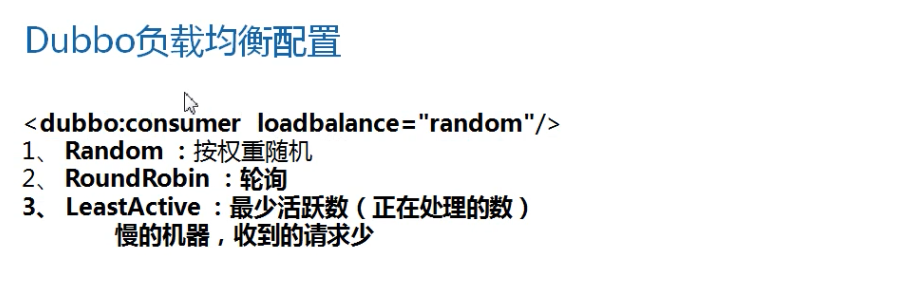 Dubbo负载均衡配置
<dubbo:consumer loadbalance="random"/>
1、 Random ：按权重随机
2、 RoundRobin ：轮询
3、 LeastActive ：最少活跃数（正在处理的数）
慢的机器，收到的请求少